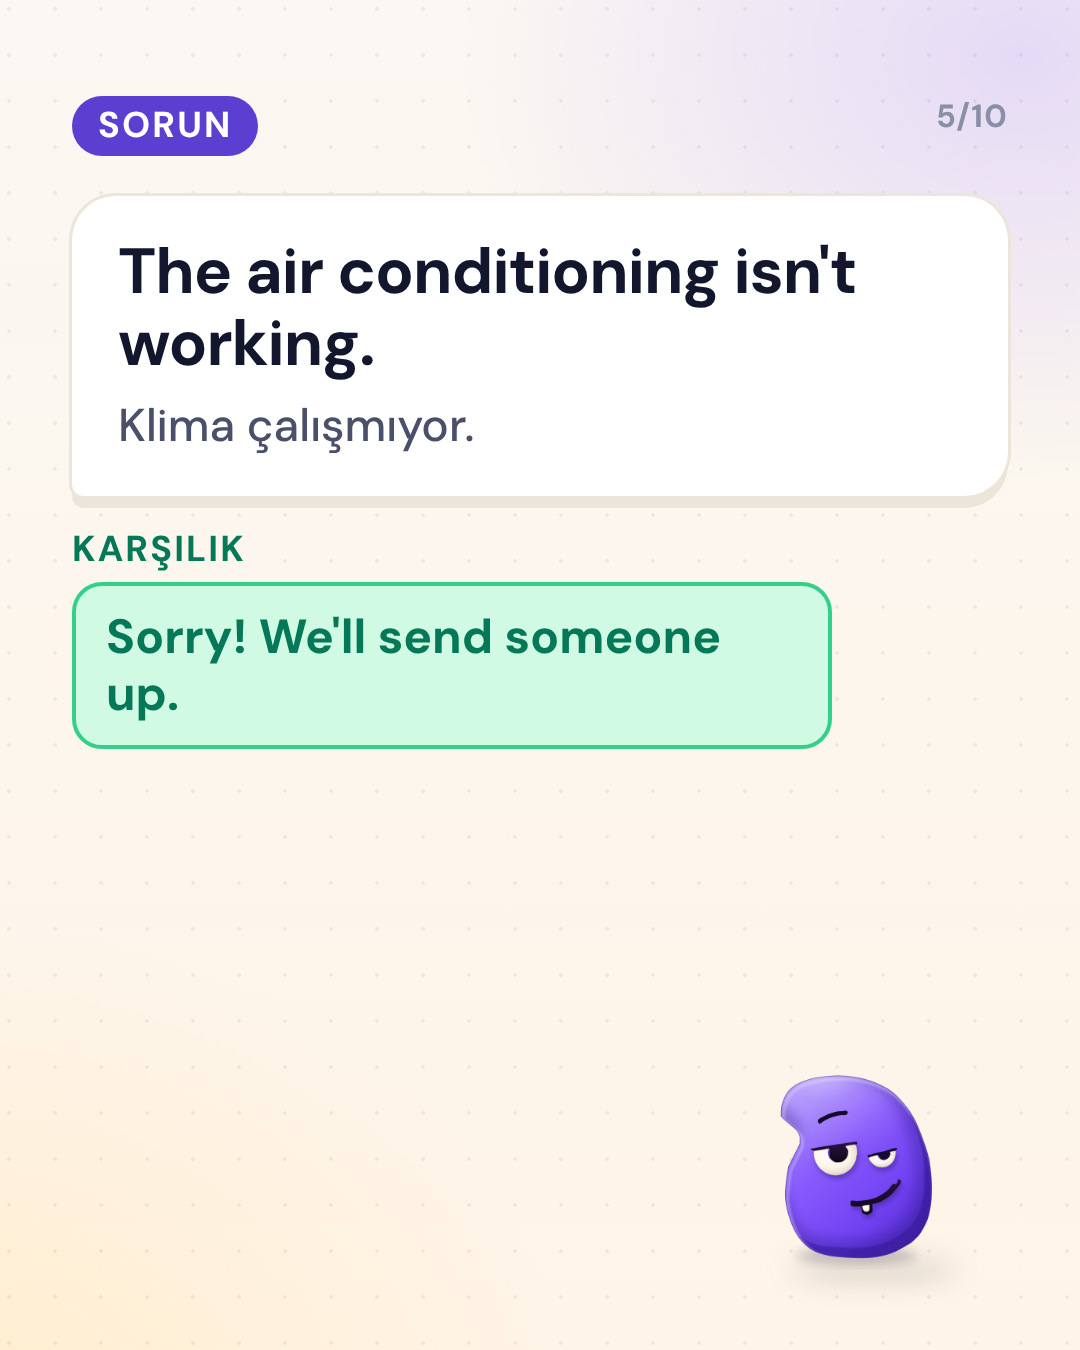 SORUN
5/10
The air conditioning isn't
working.
Klima çalışmıyor.
KARŞILIK
Sorry! We'll send someone
up.